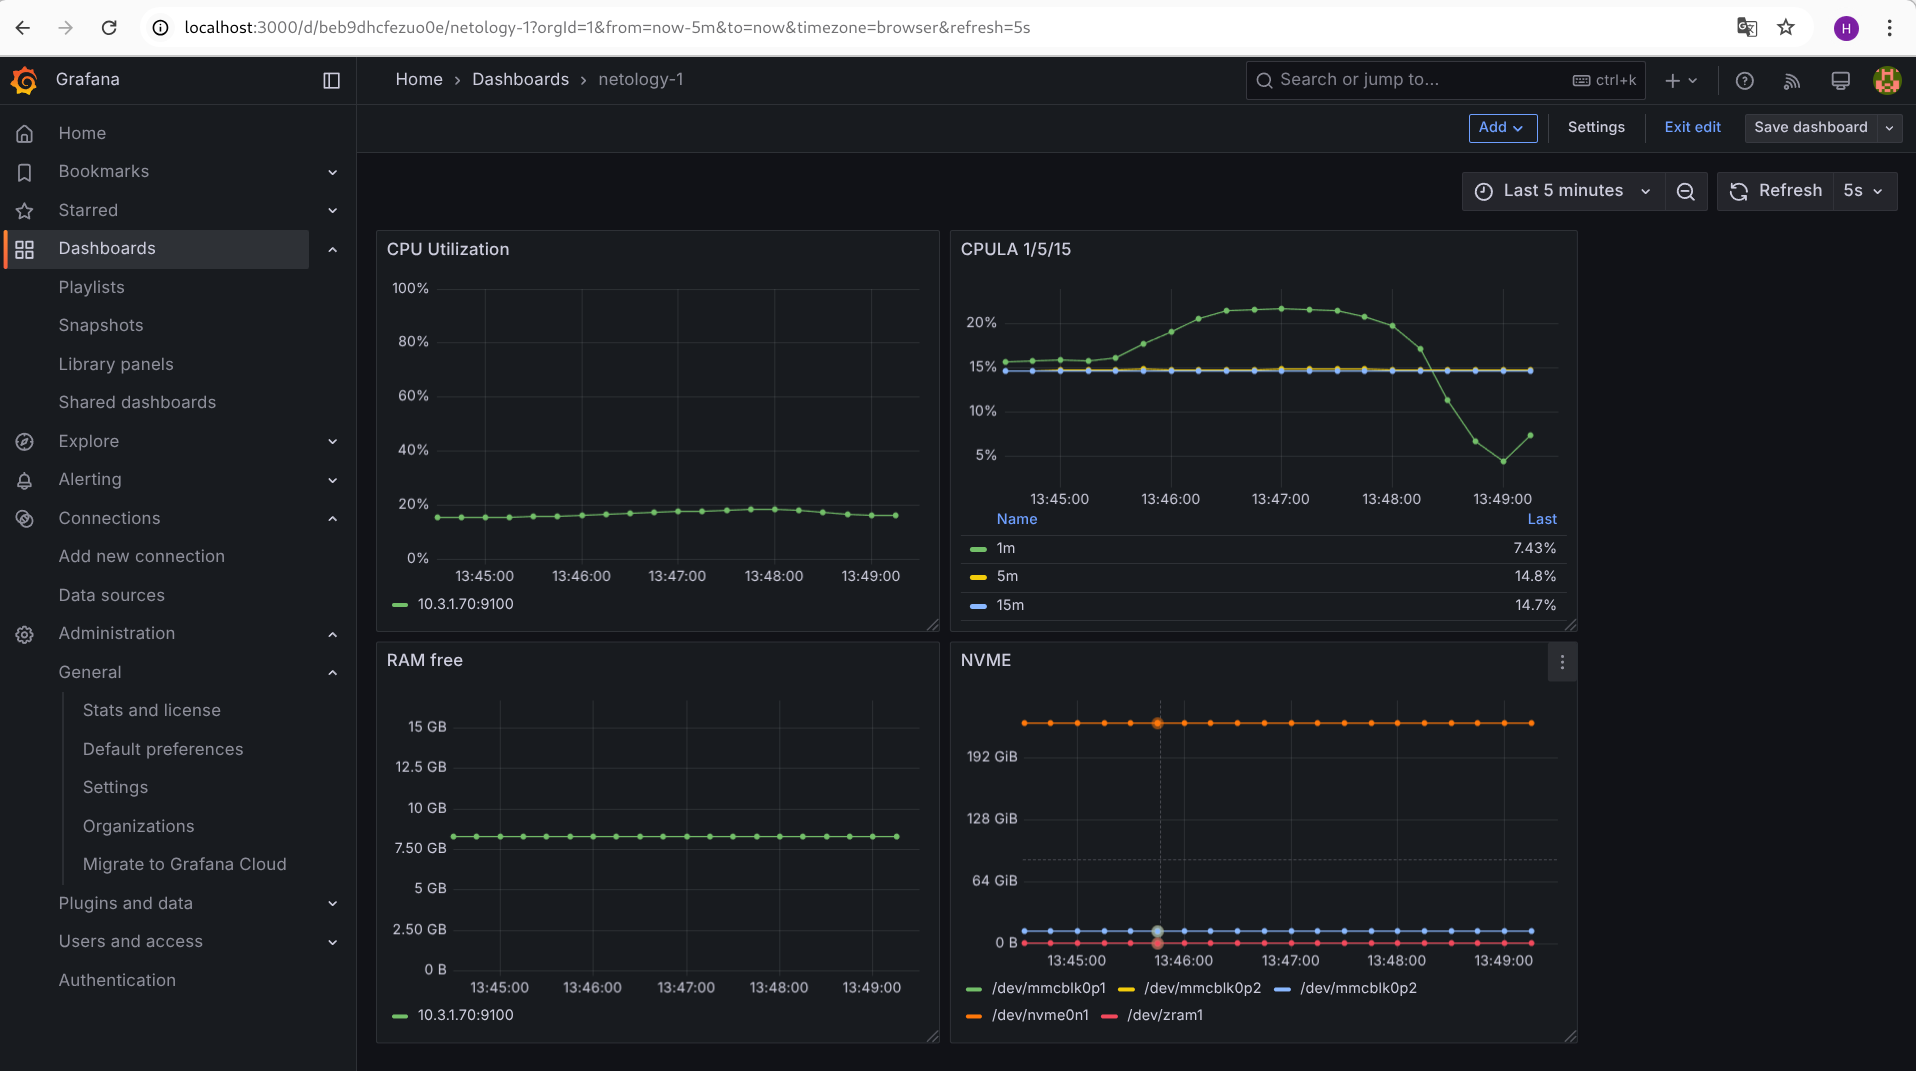 localhost:3000/d/beb9dhcfezuo0e/netology-1?orgId=1&from=now-5m&to=now&timezone=browser&refresh=5s
H
Grafana
Home › Dashboards › netology-1
Search or jump to...
ctrl+k
Add
Settings
Exit edit
Save dashboard
Last 5 minutes
Refresh
5s
Home
Bookmarks
Starred
Dashboards
Playlists
Snapshots
Library panels
Shared dashboards
Explore
Alerting
Connections
Add new connection
Data sources
Administration
General
Stats and license
Default preferences
Settings
Organizations
Migrate to Grafana Cloud
Plugins and data
Users and access
Authentication
CPU Utilization
100%
80%
60%
40%
20%
0%
13:45:00 13:46:00 13:47:00 13:48:00 13:49:00
10.3.1.70:9100
CPULA 1/5/15
20%
15%
10%
5%
13:45:00 13:46:00 13:47:00 13:48:00 13:49:00
Name Last
1m 7.43%
5m 14.8%
15m 14.7%
RAM free
15 GB
12.5 GB
10 GB
7.50 GB
5 GB
2.50 GB
0 B
13:45:00 13:46:00 13:47:00 13:48:00 13:49:00
10.3.1.70:9100
NVME
192 GiB
128 GiB
64 GiB
0 B
13:45:00 13:46:00 13:47:00 13:48:00 13:49:00
/dev/mmcblk0p1 /dev/mmcblk0p2 /dev/mmcblk0p2
/dev/nvme0n1 /dev/zram1